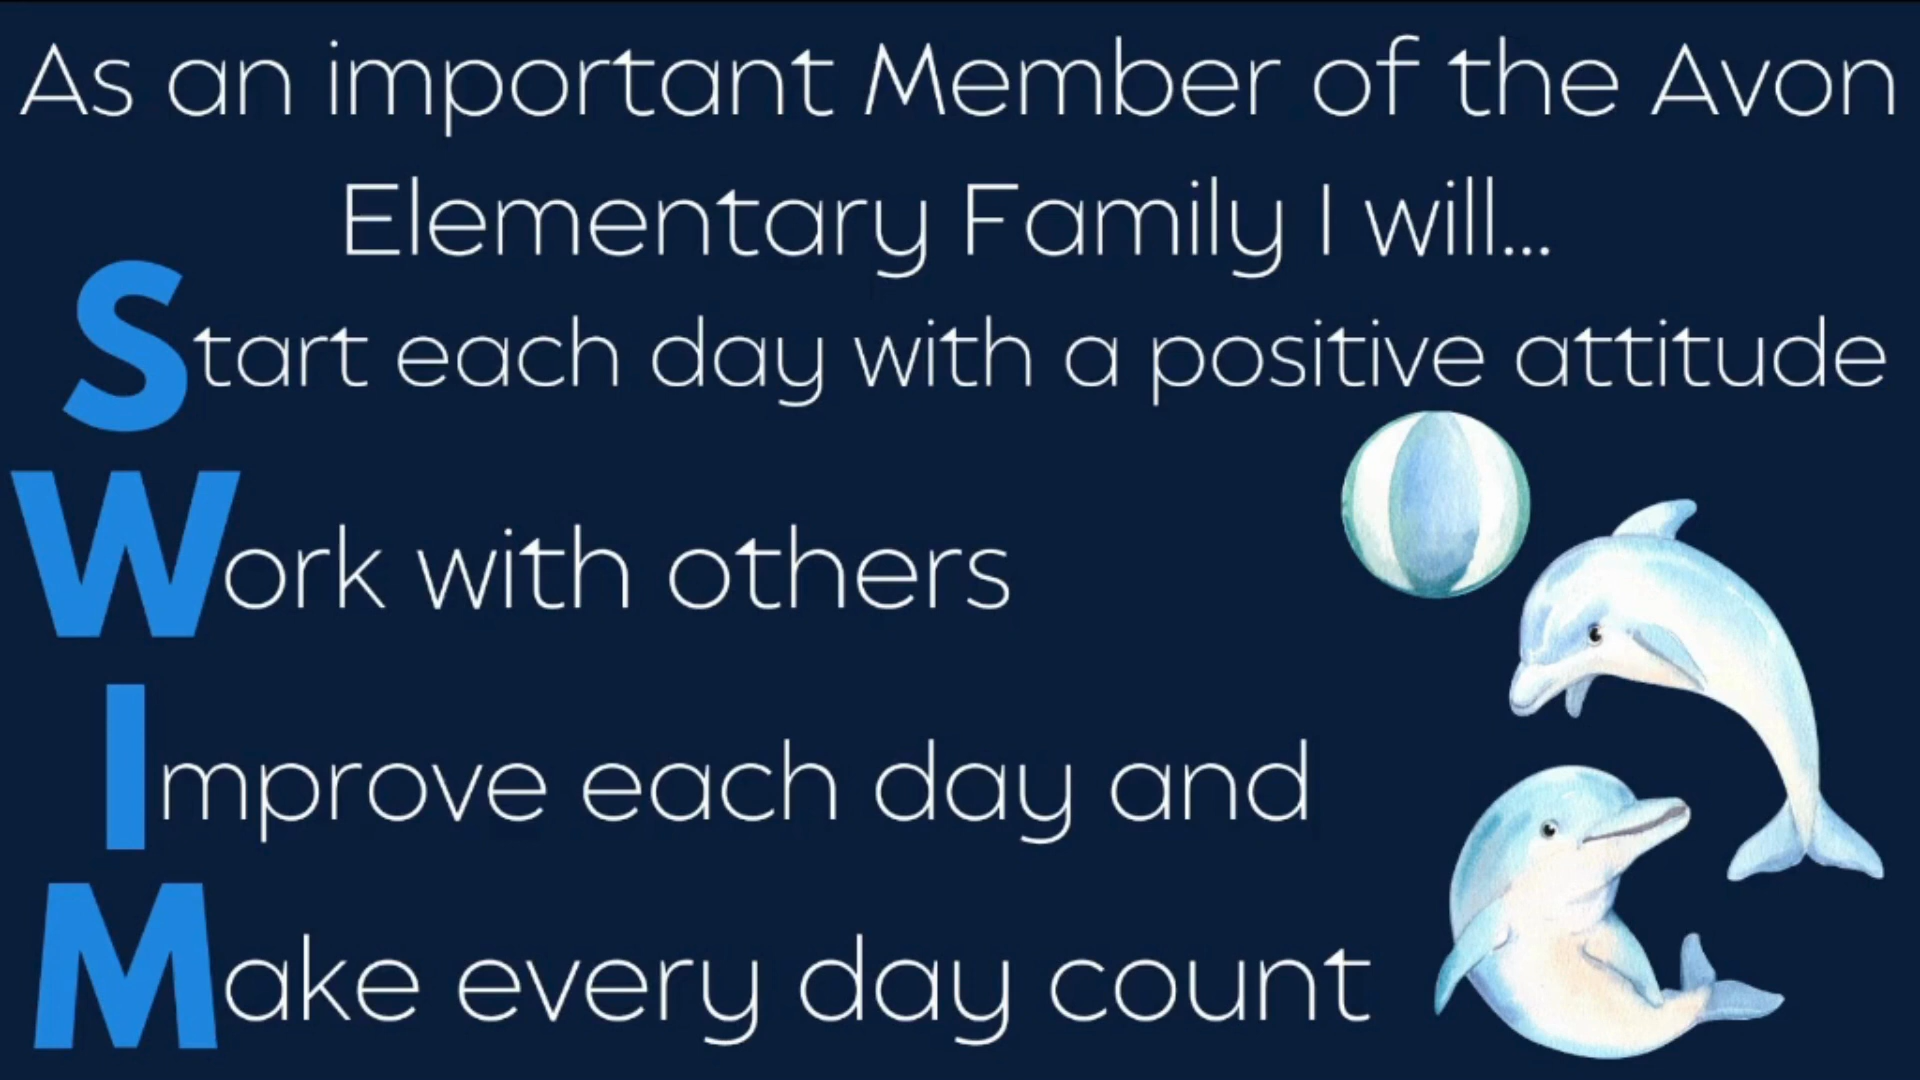 As an important Member of the Avon
Elementary Family I will...
Start each day with a positive attitude
Work with others
Improve each day and
Make every day count